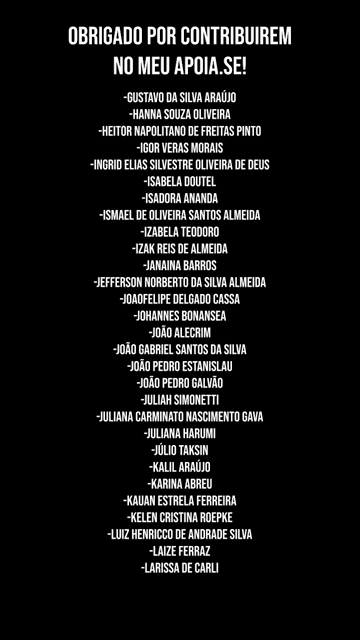 OBRIGADO POR CONTRIBUIREM
NO MEU APOIA.SE!
-GUSTAVO DA SILVA ARAÚJO
-HANNA SOUZA OLIVEIRA
-HEITOR NAPOLITANO DE FREITAS PINTO
-IGOR VERAS MORAIS
-INGRID ELIAS SILVESTRE OLIVEIRA DE DEUS
-ISABELA DOUTEL
-ISADORA ANANDA
-ISMAEL DE OLIVEIRA SANTOS ALMEIDA
-IZABELA TEODORO
-IZAK REIS DE ALMEIDA
-JANAINA BARROS
-JEFFERSON NORBERTO DA SILVA ALMEIDA
-JOAOFELIPE DELGADO CASSA
-JOHANNES BONANSEA
-JOÃO ALECRIM
-JOÃO GABRIEL SANTOS DA SILVA
-JOÃO PEDRO ESTANISLAU
-JOÃO PEDRO GALVÃO
-JULIAH SIMONETTI
-JULIANA CARMINATO NASCIMENTO GAVA
-JULIANA HARUMI
-JÚLIO TAKSIN
-KALIL ARAÚJO
-KARINA ABREU
-KAUAN ESTRELA FERREIRA
-KELEN CRISTINA ROEPKE
-LUIZ HENRICCO DE ANDRADE SILVA
-LAIZE FERRAZ
-LARISSA DE CARLI